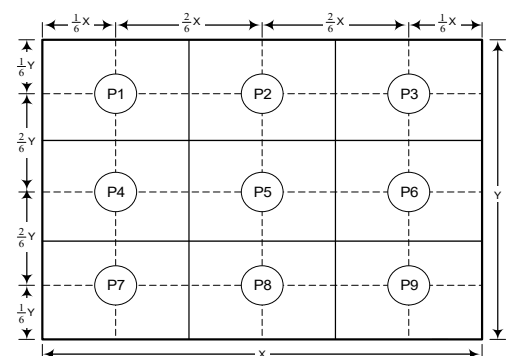 1/6 X 2/6 X 2/6 X 1/6 X
1/6 Y
P1 P2 P3
2/6 Y
P4 P5 P6 Y
2/6 Y
P7 P8 P9
1/6 Y
X